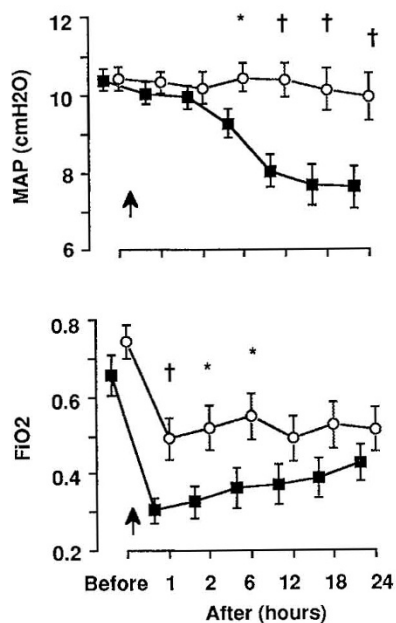 12
10
8
6
MAP (cmH2O)
* † † †
0.8
0.6
0.4
0.2
FiO2
† * *
Before 1 2 6 12 18 24
After (hours)